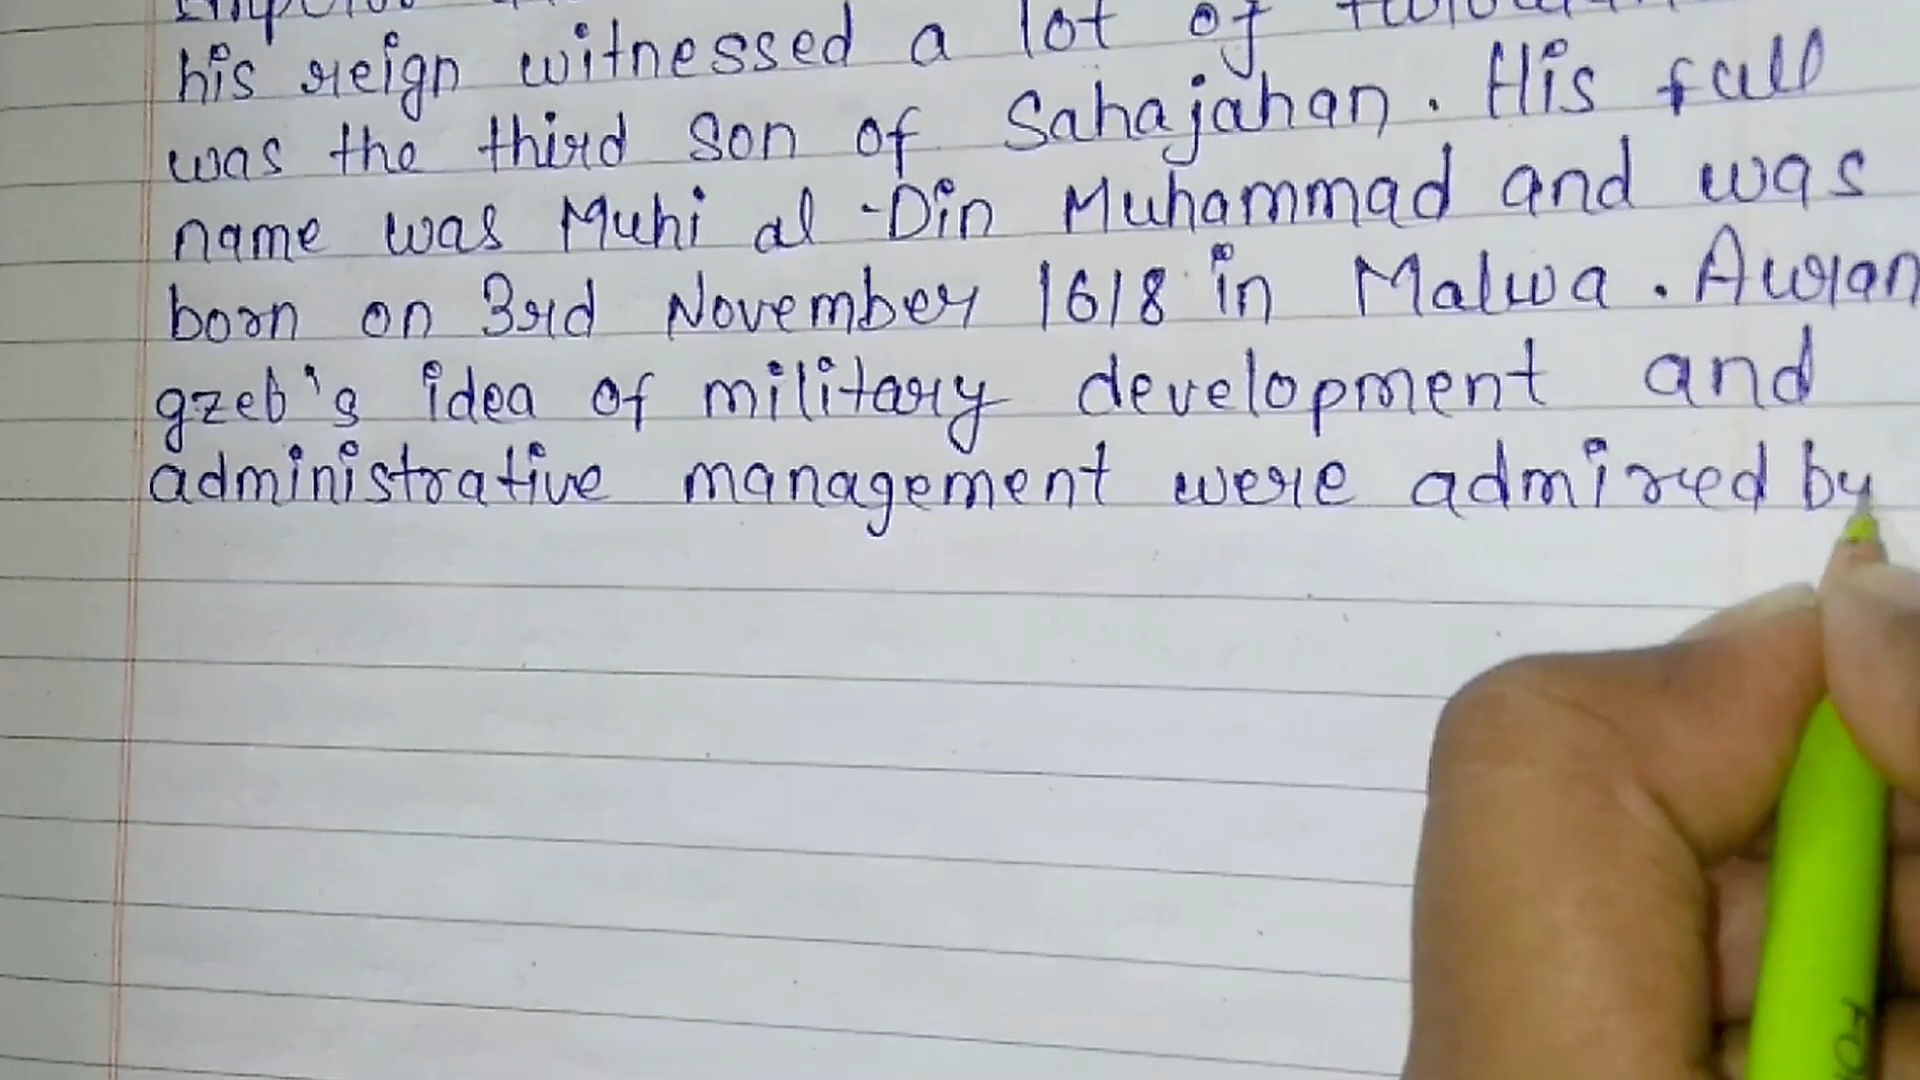 his reign witnessed a lot of
was the third son of Sahajahan. His full
name was Muhi al-Din Muhammad and was
born on 3rd November 1618 in Malwa. Auran
gzeb's idea of military development and
administrative management were admired by